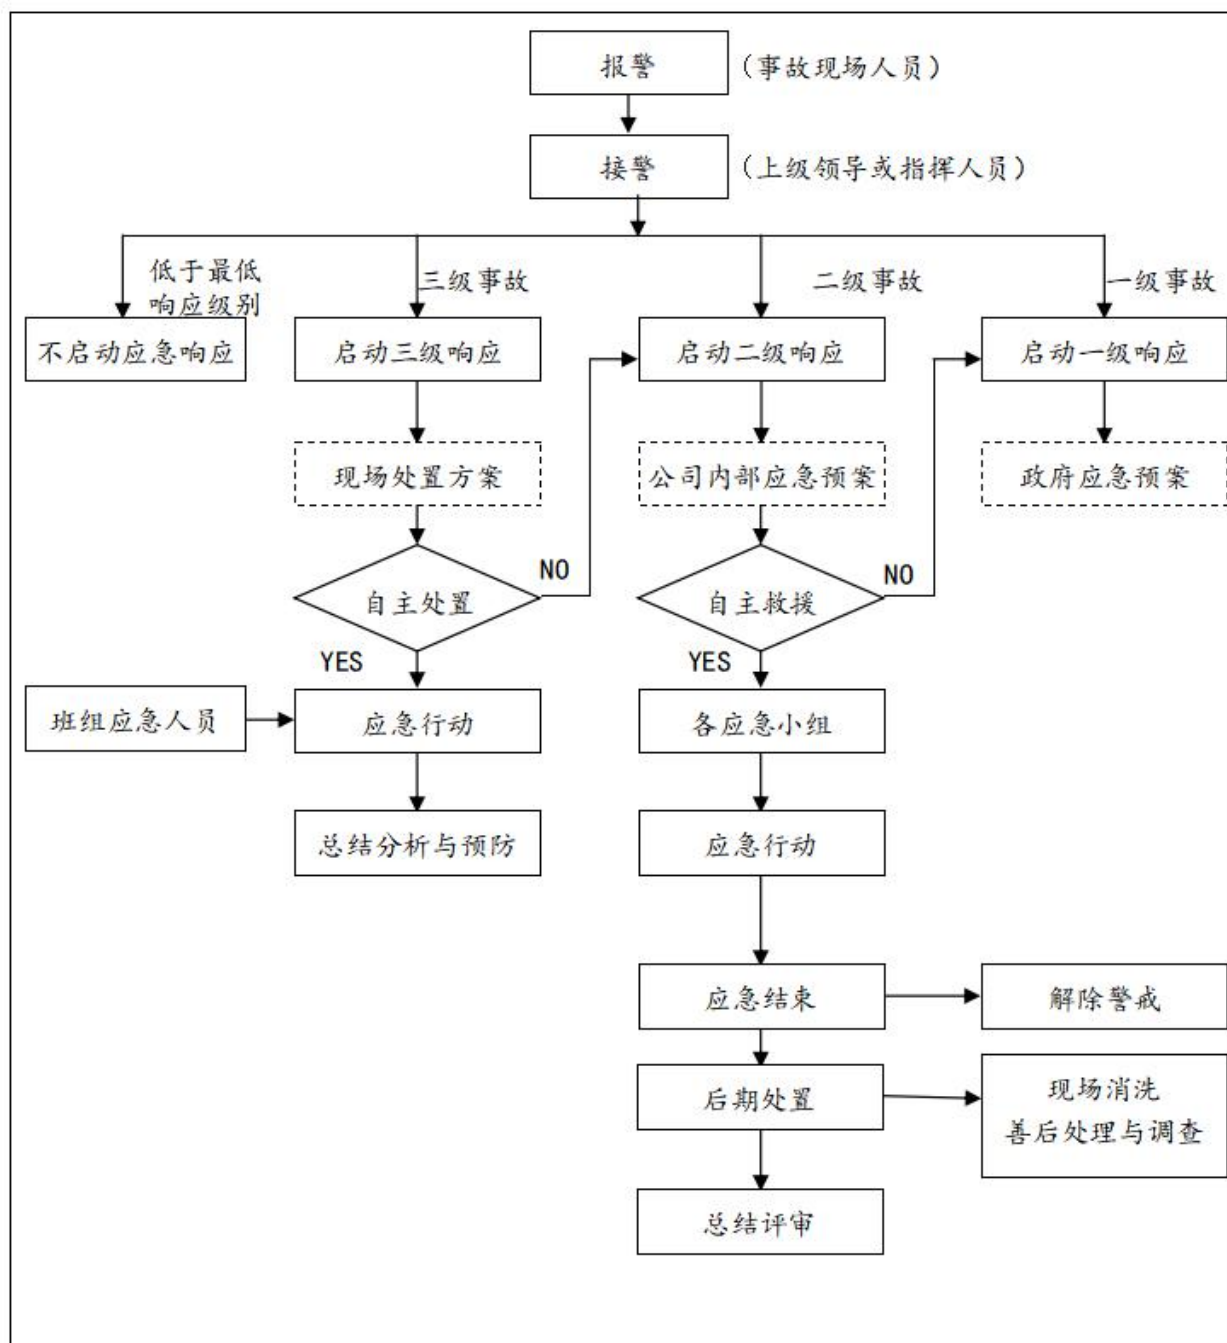 报警
(事故现场人员)
接警
(上级领导或指挥人员)
低于最低
响应级别
三级事故
二级事故
一级事故
不启动应急响应
启动三级响应
启动二级响应
启动一级响应
现场处置方案
公司内部应急预案
政府应急预案
自主处置
NO
自主救援
NO
YES
YES
班组应急人员
应急行动
各应急小组
总结分析与预防
应急行动
应急结束
解除警戒
后期处置
现场消洗
善后处理与调查
总结评审